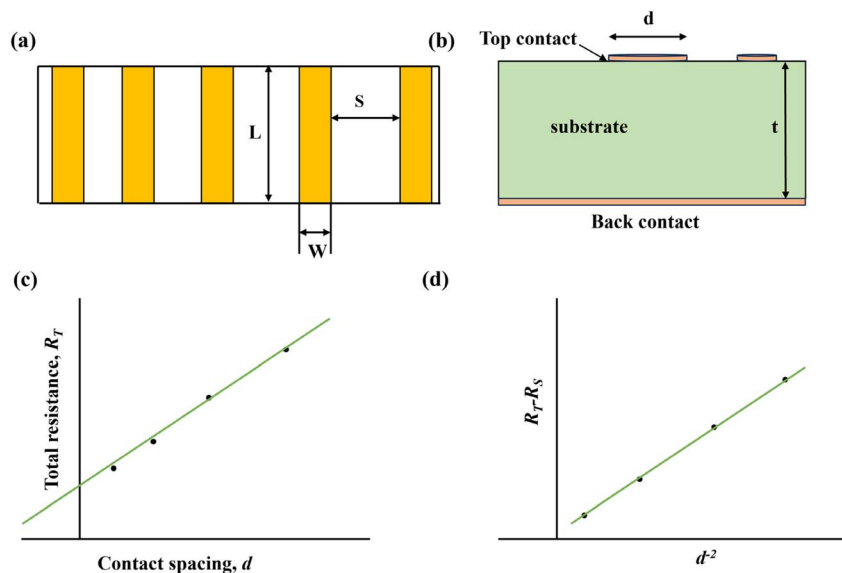 (a)
S
L
W
(b)
d
Top contact
substrate
t
Back contact
(c)
Total resistance, R_T
Contact spacing, d
(d)
R_T-R_S
d^-2